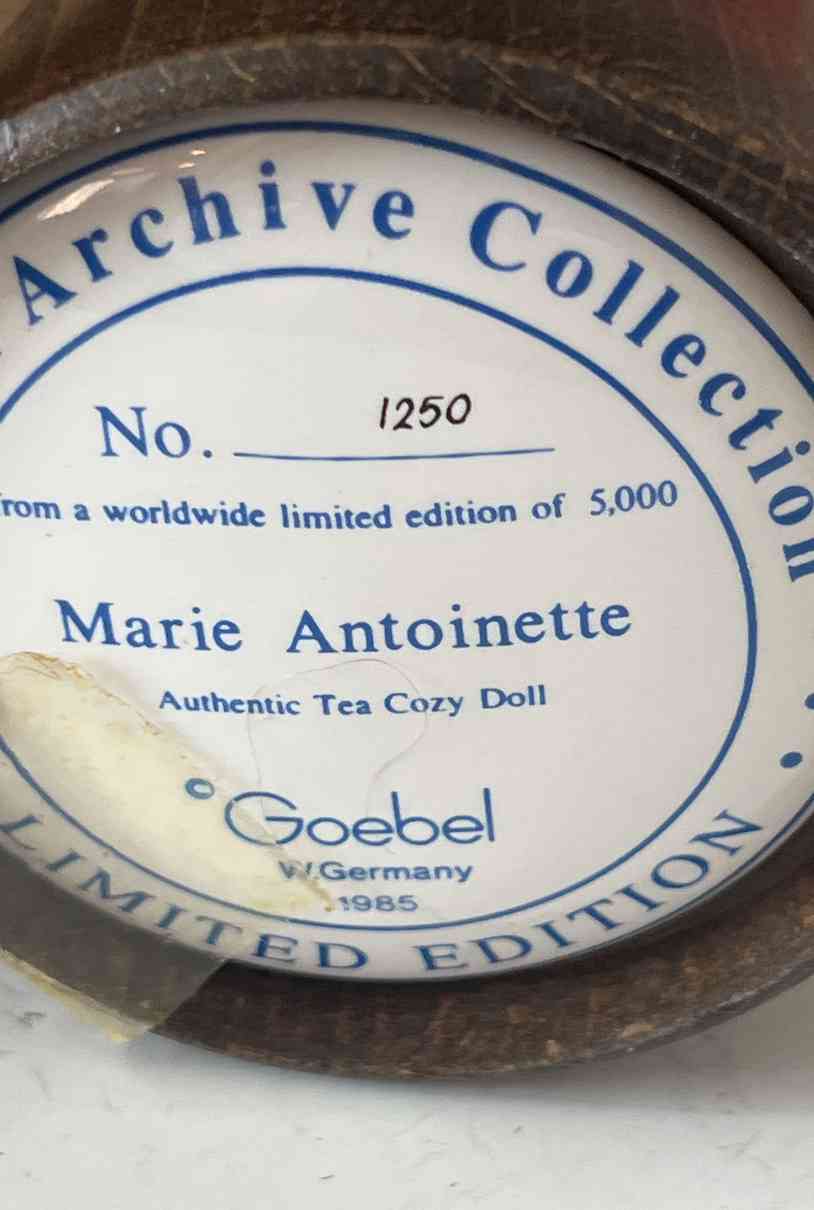 Archive Collection
No. 1250
from a worldwide limited edition of 5,000
Marie Antoinette
Authentic Tea Cozy Doll
© Goebel
W.Germany
1985
LIMITED EDITION